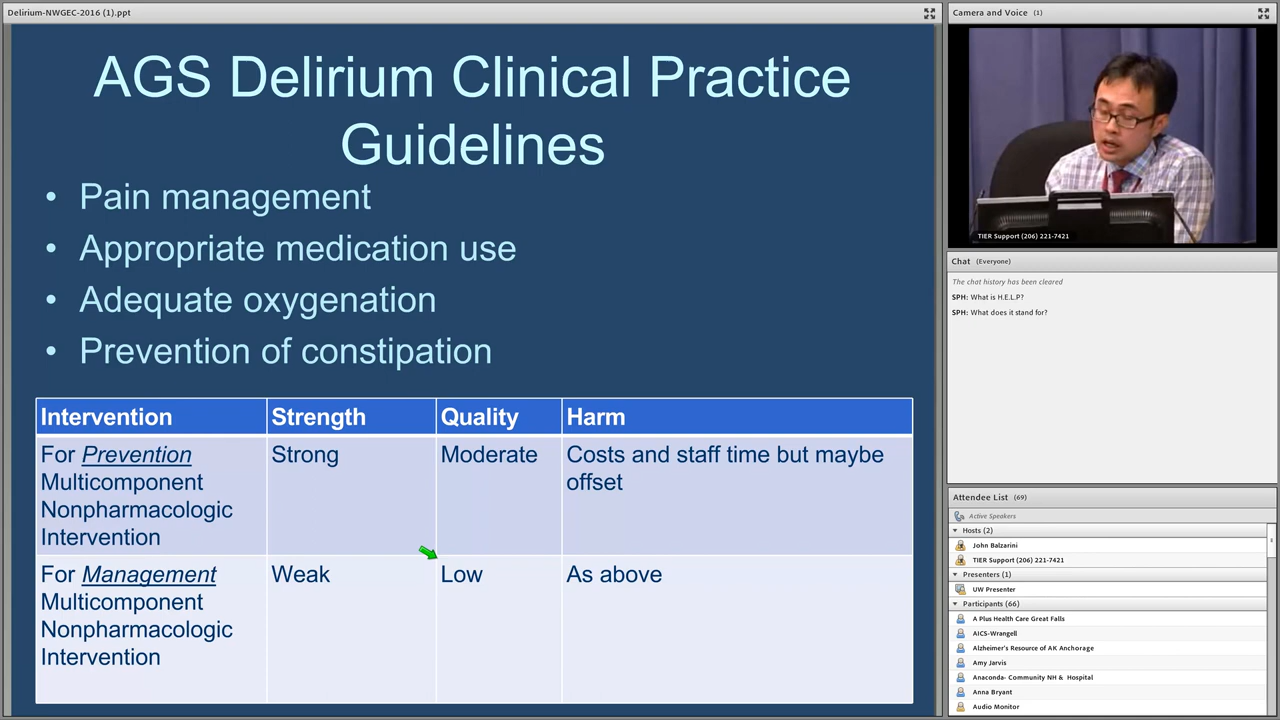 Delirium-NWGEC-2016 (1).ppt
AGS Delirium Clinical Practice
Guidelines
• Pain management
• Appropriate medication use
• Adequate oxygenation
• Prevention of constipation
Intervention Strength Quality Harm
For Prevention Strong Moderate Costs and staff time but maybe
Multicomponent offset
Nonpharmacologic
Intervention
For Management Weak Low As above
Multicomponent
Nonpharmacologic
Intervention
Camera and Voice (1)
TIER Support (206) 221-7421
Chat (Everyone)
The chat history has been cleared
SPH: What is H.E.L.P?
SPH: What does it stand for?
Attendee List (69)
Active Speakers
Hosts (2)
John Balzarini
TIER Support (206) 221-7421
Presenters (1)
UW Presenter
Participants (66)
A Plus Health Care Great Falls
AICS-Wrangell
Alzheimer's Resource of AK Anchorage
Amy Jarvis
Anaconda- Community NH & Hospital
Anna Bryant
Audio Monitor